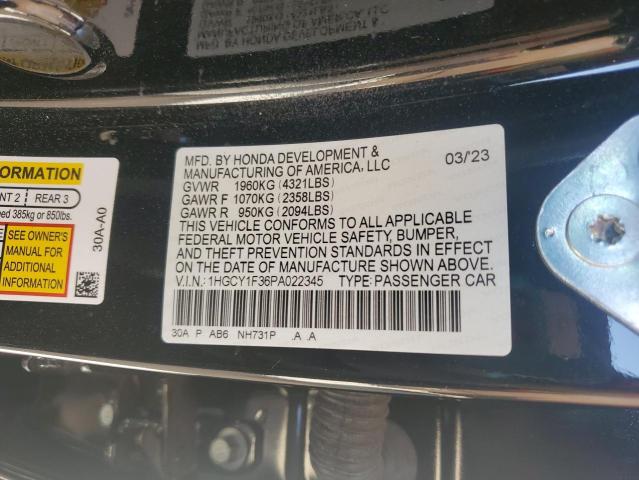 MFD. BY HONDA DEVELOPMENT & 03/23
MANUFACTURING OF AMERICA, LLC
GVWR 1960KG (4321LBS)
GAWR F 1070KG (2358LBS)
GAWR R 950KG (2094LBS)
THIS VEHICLE CONFORMS TO ALL APPLICABLE
FEDERAL MOTOR VEHICLE SAFETY, BUMPER,
AND THEFT PREVENTION STANDARDS IN EFFECT
ON THE DATE OF MANUFACTURE SHOWN ABOVE.
V.I.N.: 1HGCY1F36PA022345 TYPE: PASSENGER CAR
30A P AB6 NH731P .A .A
FORMATION
NT 2 REAR 3
ed 385kg or 850lbs.
SEE OWNER'S
MANUAL FOR
ADDITIONAL
INFORMATION
30A-A0